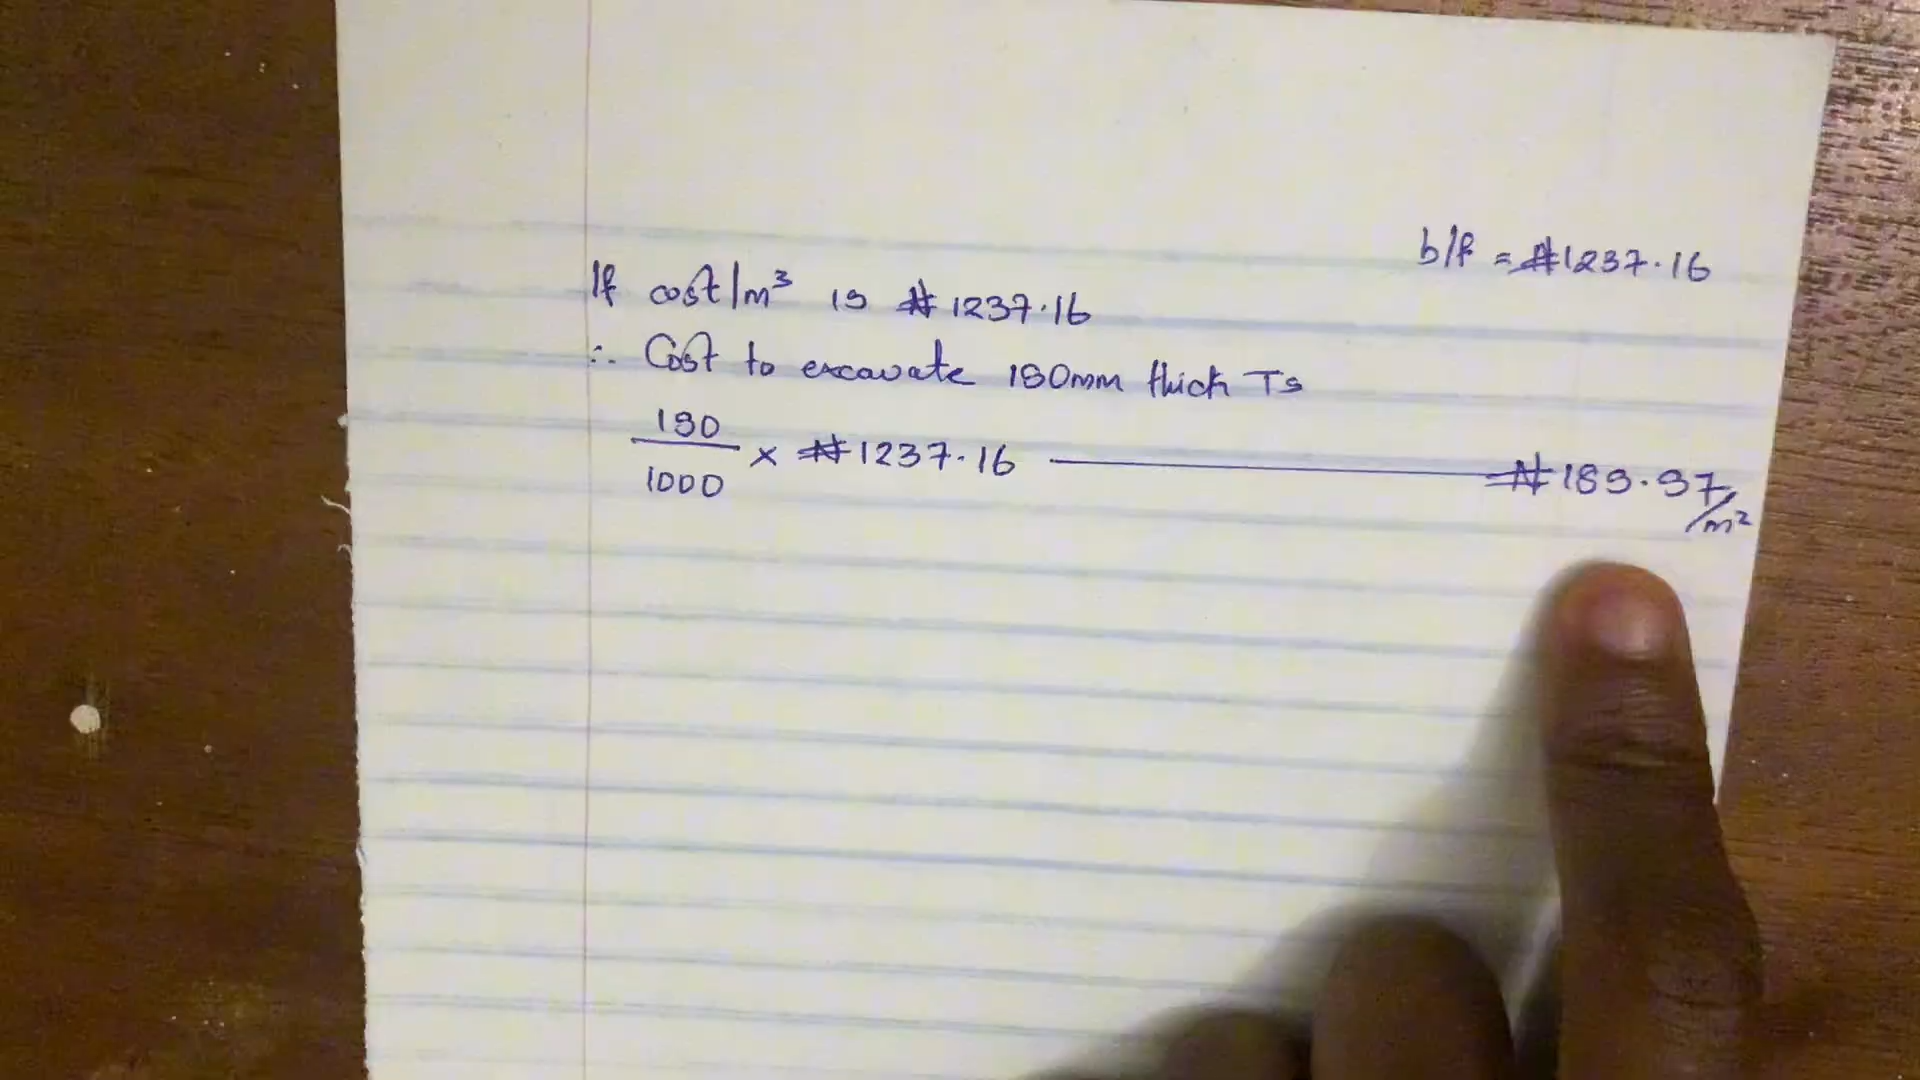 b/f = ₦1237.16
If cost/m³ is ₦1237.16
∴ Cost to excavate 150mm thick Ts
150/1000 × ₦1237.16 — ₦185.57/m²